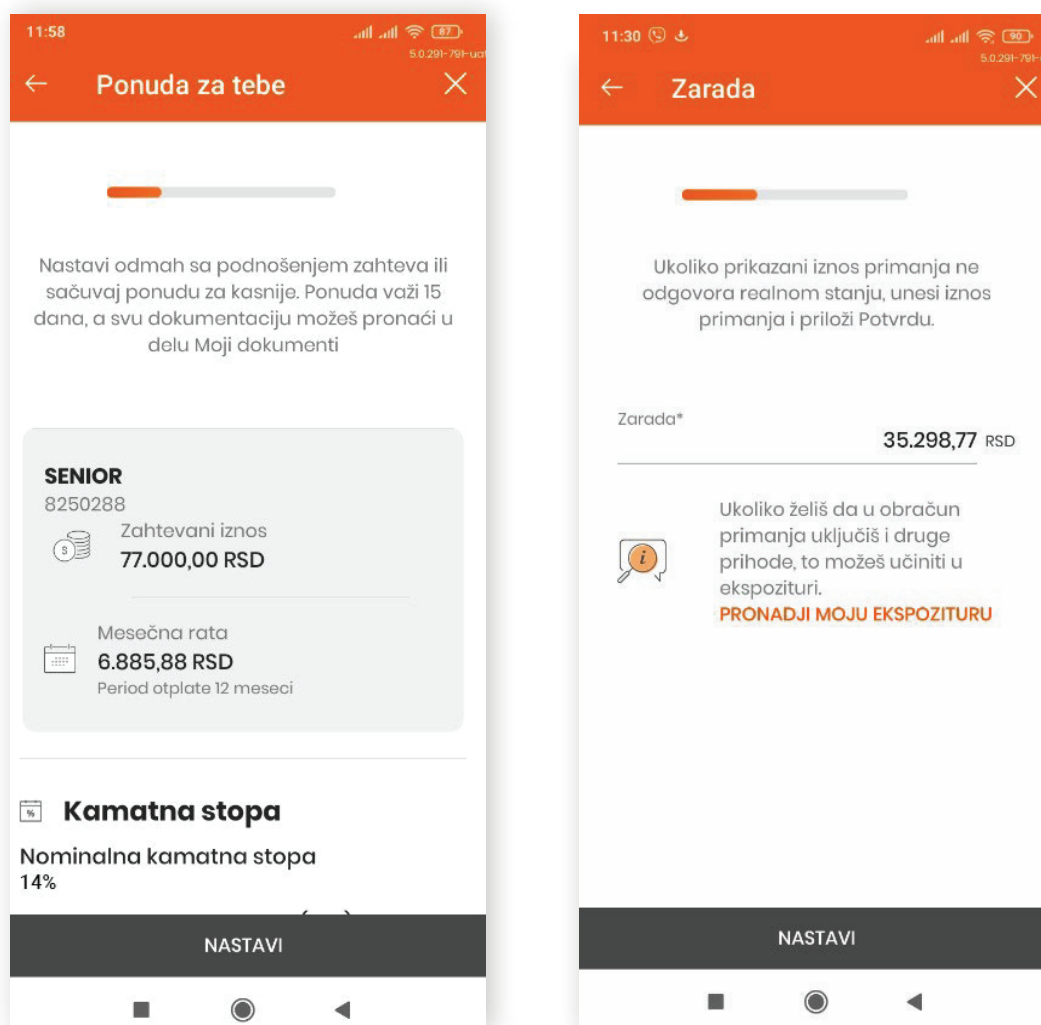 11:58
87
5.0.291-791-uat
Ponuda za tebe
Nastavi odmah sa podnošenjem zahteva ili
sačuvaj ponudu za kasnije. Ponuda važi 15
dana, a svu dokumentaciju možeš pronaći u
delu Moji dokumenti
SENIOR
8250288
Zahtevani iznos
77.000,00 RSD
Mesečna rata
6.885,88 RSD
Period otplate 12 meseci
Kamatna stopa
Nominalna kamatna stopa
14%
NASTAVI
11:30
90
5.0.291-791-
Zarada
Ukoliko prikazani iznos primanja ne
odgovora realnom stanju, unesi iznos
primanja i priloži Potvrdu.
Zarada*
35.298,77 RSD
Ukoliko želiš da u obračun
primanja uključiš i druge
prihode, to možeš učiniti u
ekspozituri.
PRONADJI MOJU EKSPOZITURU
NASTAVI